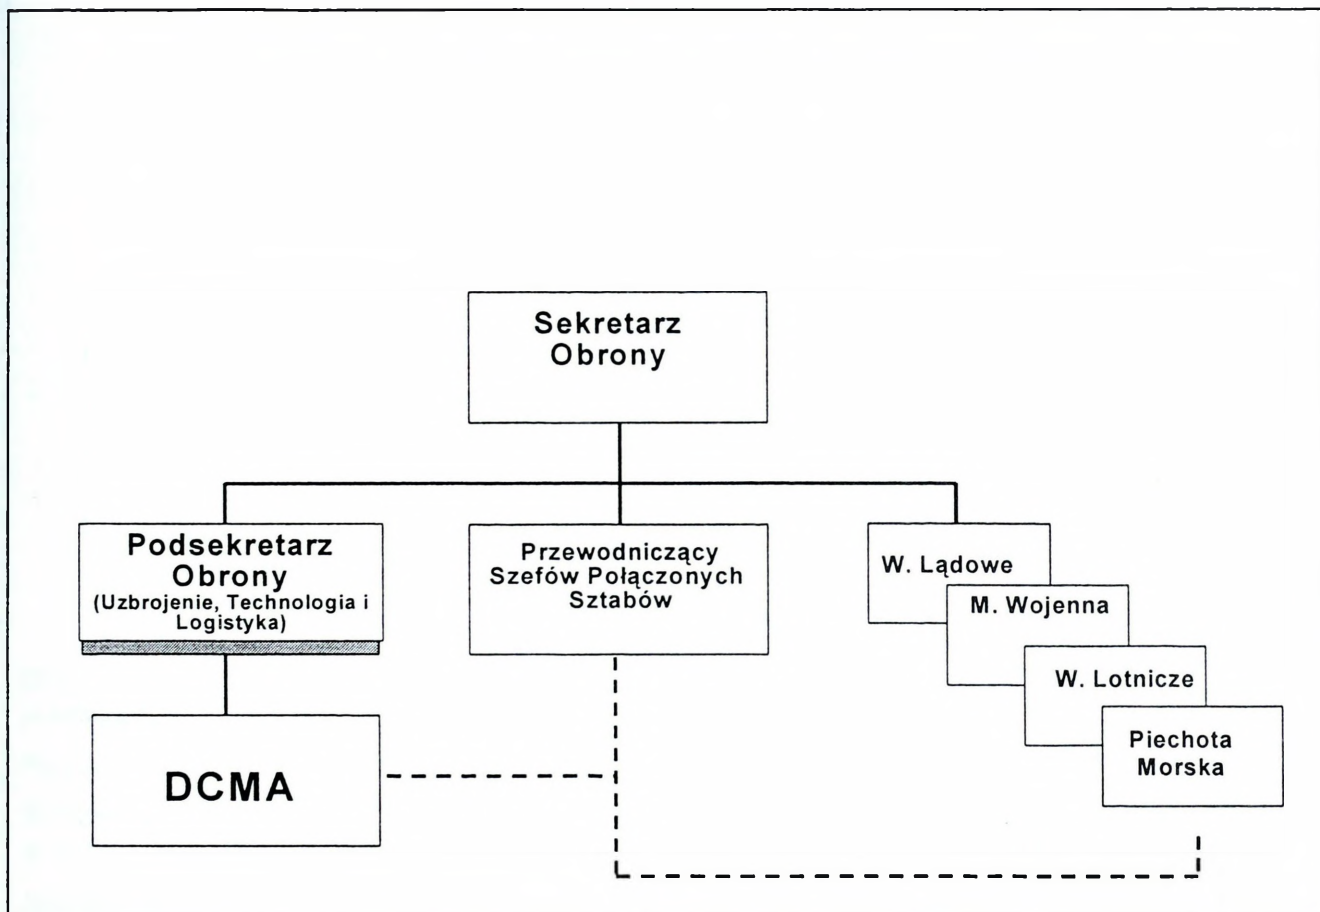 Sekretarz
Obrony
Podsekretarz
Obrony
(Uzbrojenie, Technologia i
Logistyka)
Przewodniczący
Szefów Połączonych
Sztabów
W. Lądowe
M. Wojenna
W. Lotnicze
Piechota
Morska
DCMA